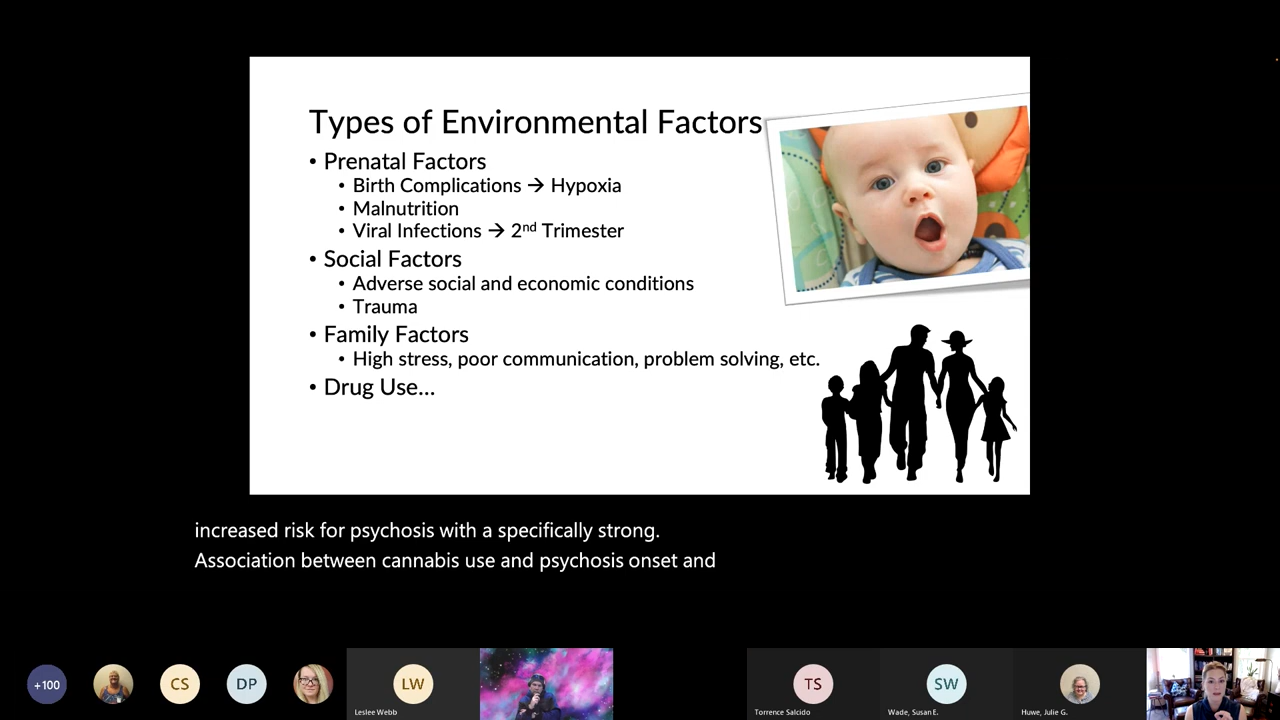 Types of Environmental Factors
• Prenatal Factors
• Birth Complications → Hypoxia
• Malnutrition
• Viral Infections → 2nd Trimester
• Social Factors
• Adverse social and economic conditions
• Trauma
• Family Factors
• High stress, poor communication, problem solving, etc.
• Drug Use...
increased risk for psychosis with a specifically strong.
Association between cannabis use and psychosis onset and
+100
CS
DP
LW
Leslee Webb
TS
Torrence Salcido
SW
Wade, Susan E.
Huwe, Julie G.